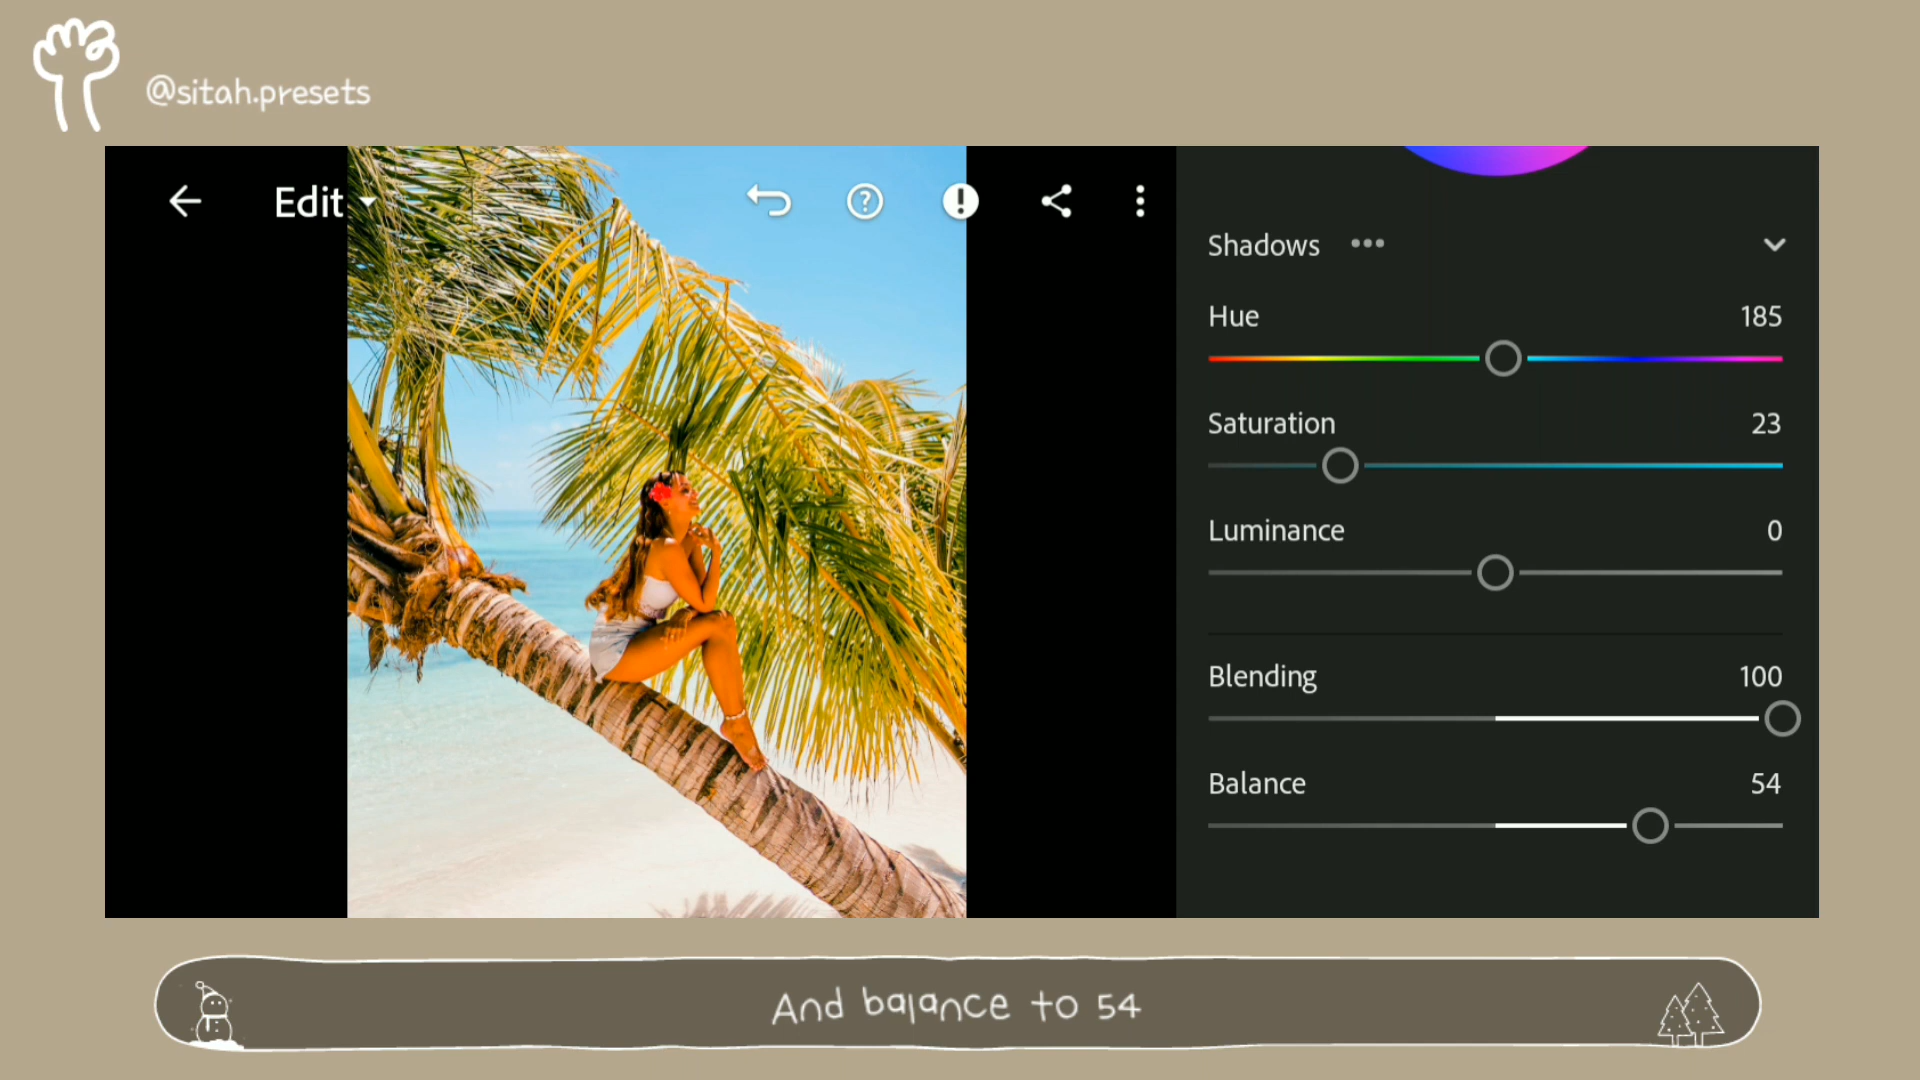 @sitah.presets
Edit
Shadows
Hue 185
Saturation 23
Luminance 0
Blending 100
Balance 54
And balance to 54